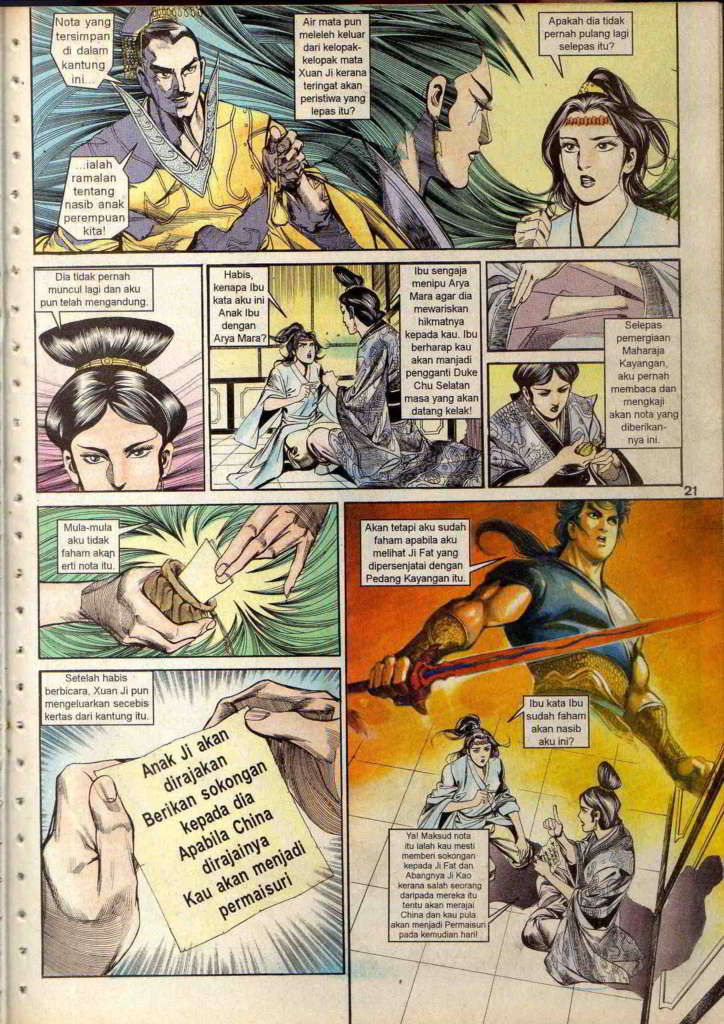 Nota yang
tersimpan
di dalam
kantung
ini...
...ialah
ramalan
tentang
nasib anak
perempuan
kita!
Air mata pun
meleleh keluar
dari kelopak-
kelopak mata
Xuan Ji kerana
teringat akan
peristiwa yang
lepas itu?
Apakah dia tidak
pernah pulang lagi
selepas itu?
Dia tidak pernah
muncul lagi dan aku
pun telah mengandung.
Habis,
kenapa Ibu
kata aku ini
Anak Ibu
dengan
Arya Mara?
Ibu sengaja
menipu Arya
Mara agar dia
mewariskan
hikmatnya
kepada kau. Ibu
berharap kau
akan menjadi
pengganti Duke
Chu Selatan
masa yang akan
datang kelak!
Selepas
pemergiaan
Maharaja
Kayangan,
aku pernah
membaca dan
mengkaji
akan nota yang
diberikan-
nya ini.
21
Mula-mula
aku tidak
faham akan
erti nota itu.
Setelah habis
berbicara, Xuan Ji pun
mengeluarkan secebis
kertas dari kantung itu.
Anak Ji akan
dirajakan
Berikan sokongan
kepada dia
Apabila China
dirajainya
Kau akan menjadi
permaisuri
Akan tetapi aku sudah
faham apabila aku
melihat Ji Fat yang
dipersenjatai dengan
Pedang Kayangan itu.
Ibu kata Ibu
sudah faham
akan nasib
aku ini?
Ya! Maksud nota
itu ialah kau mesti
memberi sokongan
kepada Ji Fat dan
Abangnya Ji Kao
kerana salah seorang
daripada mereka itu
tentu akan merajai
China dan kau pula
akan menjadi Permaisuri
pada kemudian hari!